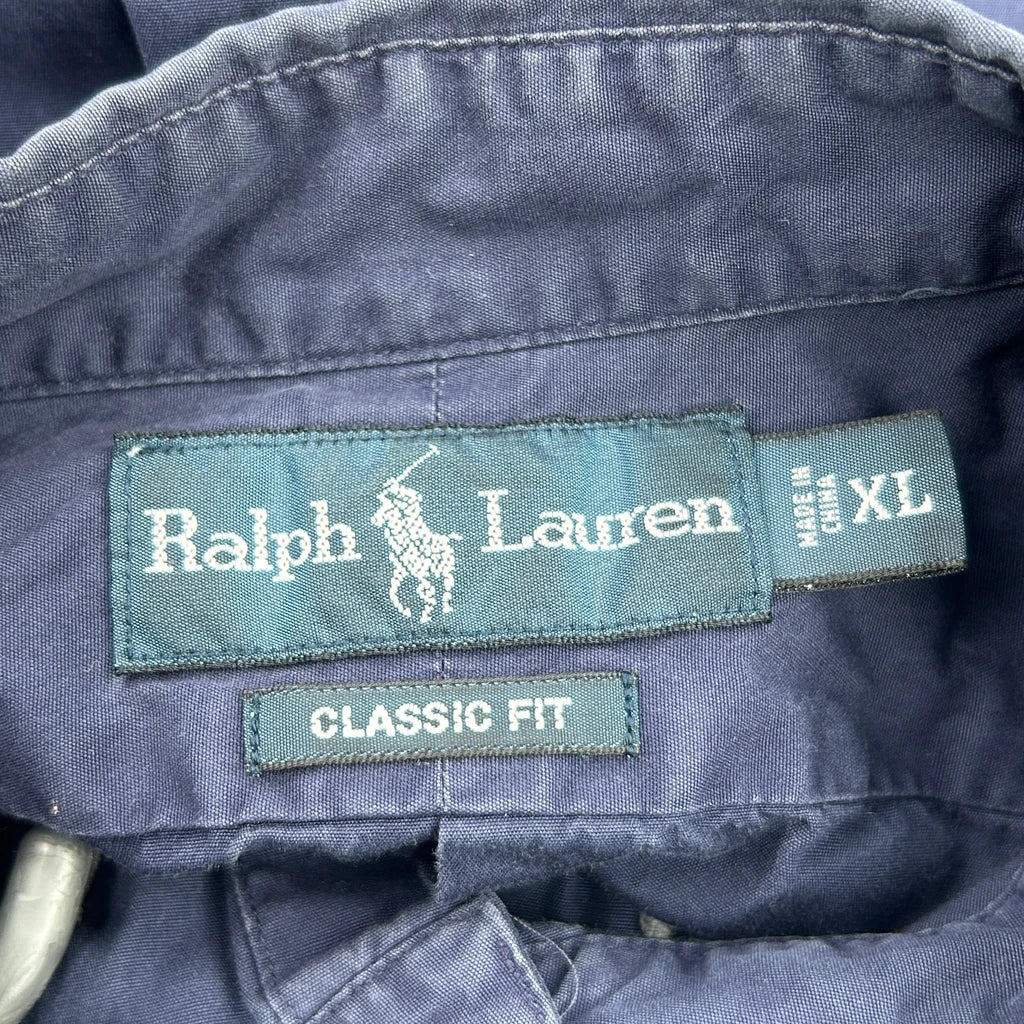 Ralph Lauren
MADE IN
CHINA
XL
CLASSIC FIT